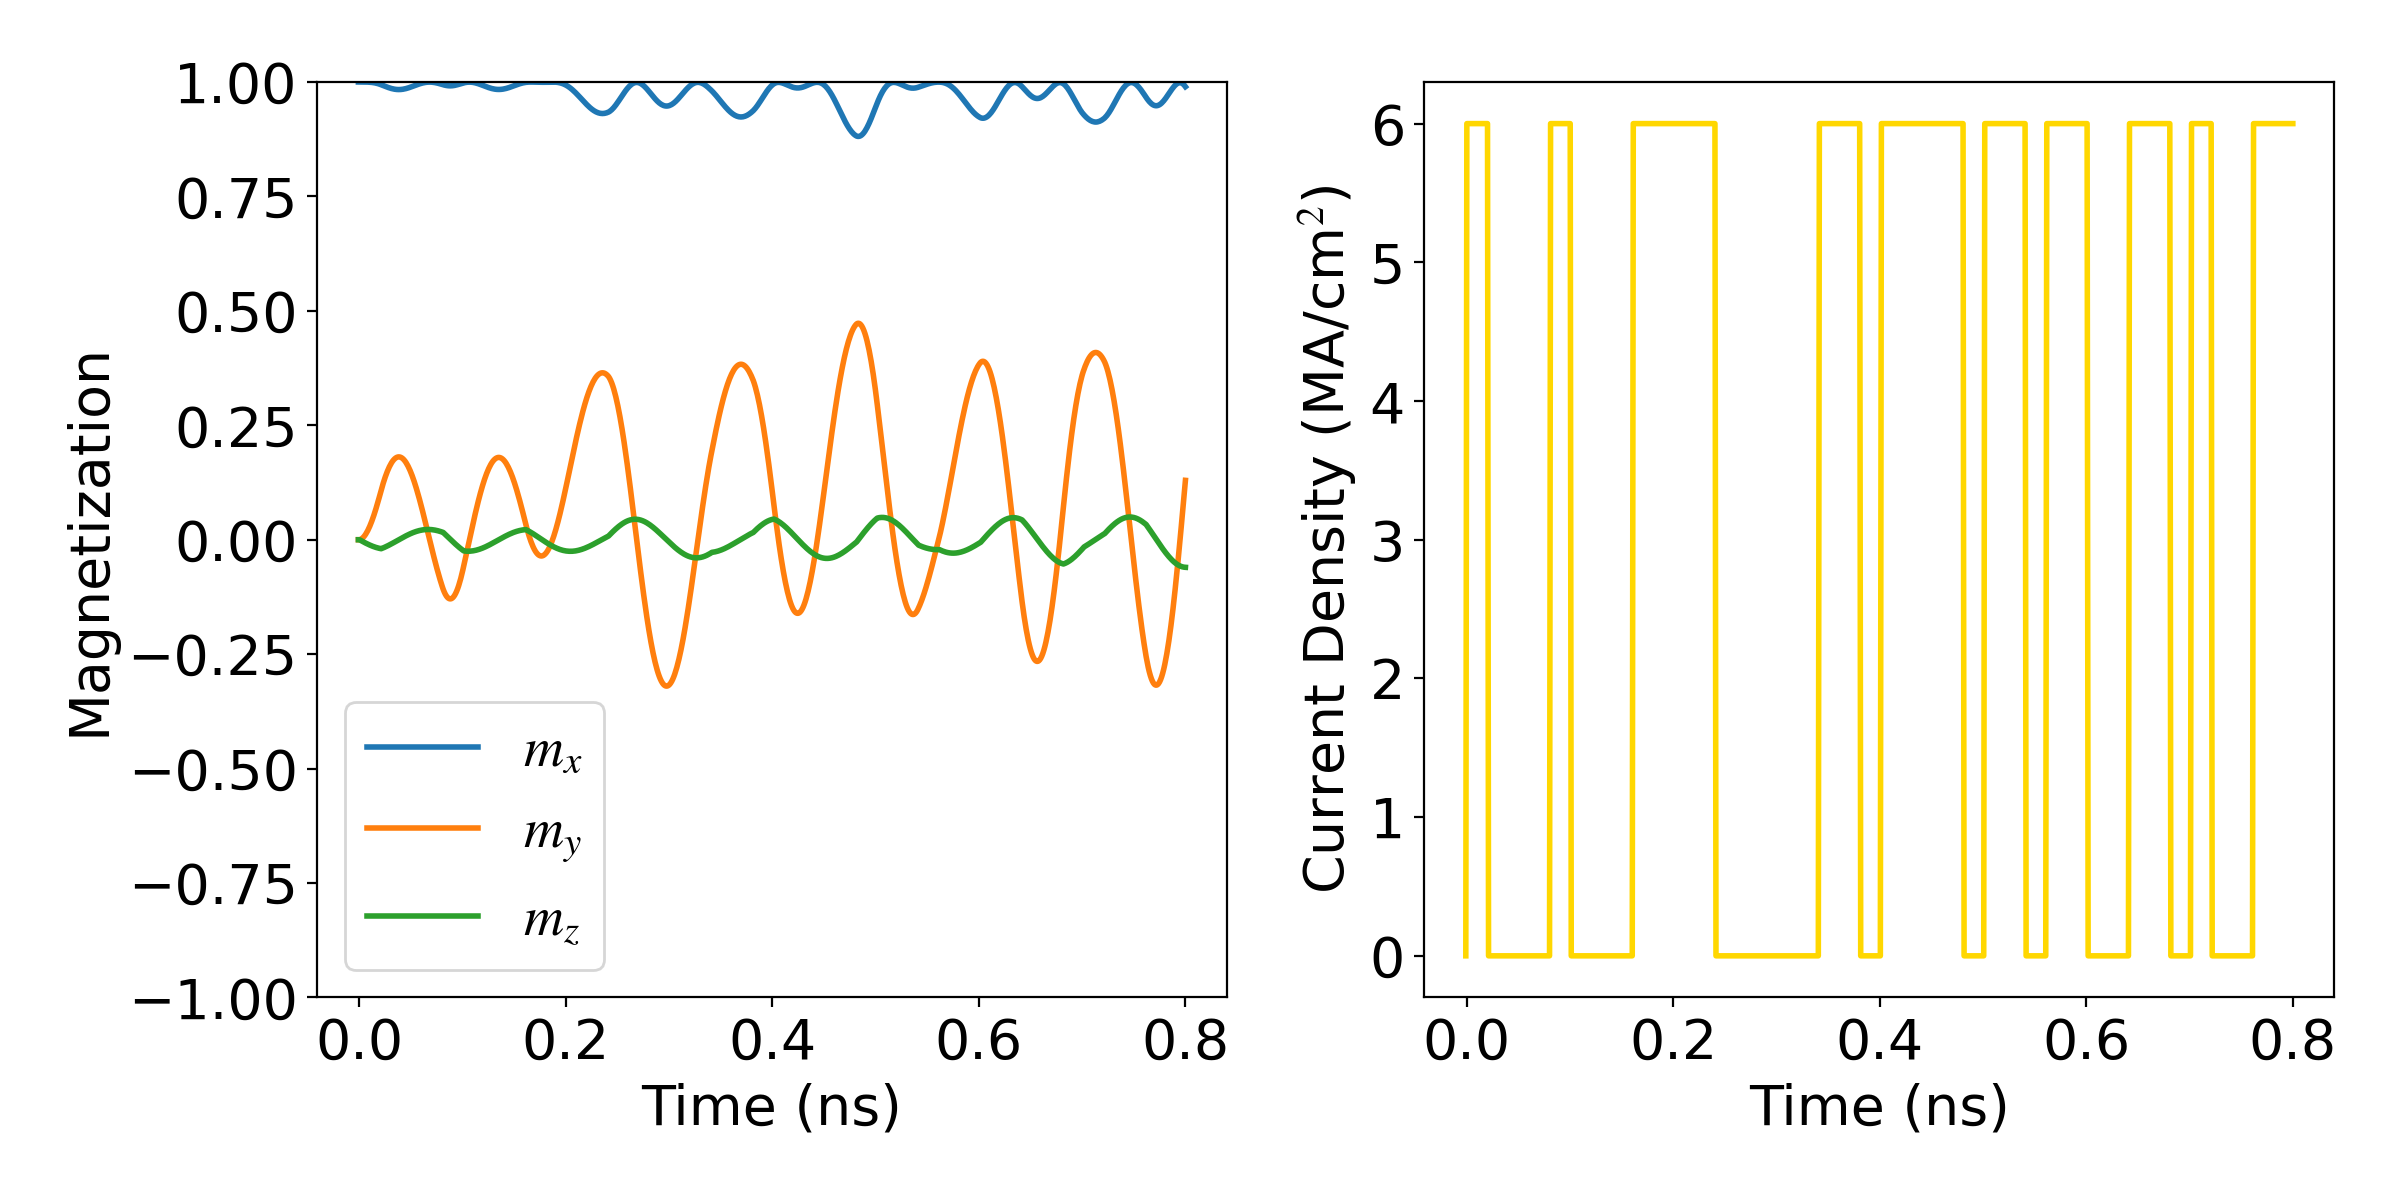 1.00
0.75
0.50
0.25
0.00
−0.25
−0.50
−0.75
−1.00
Magnetization
0.0 0.2 0.4 0.6 0.8
Time (ns)
m_x
m_y
m_z
6
5
4
3
2
1
0
Current Density (MA/cm²)
0.0 0.2 0.4 0.6 0.8
Time (ns)